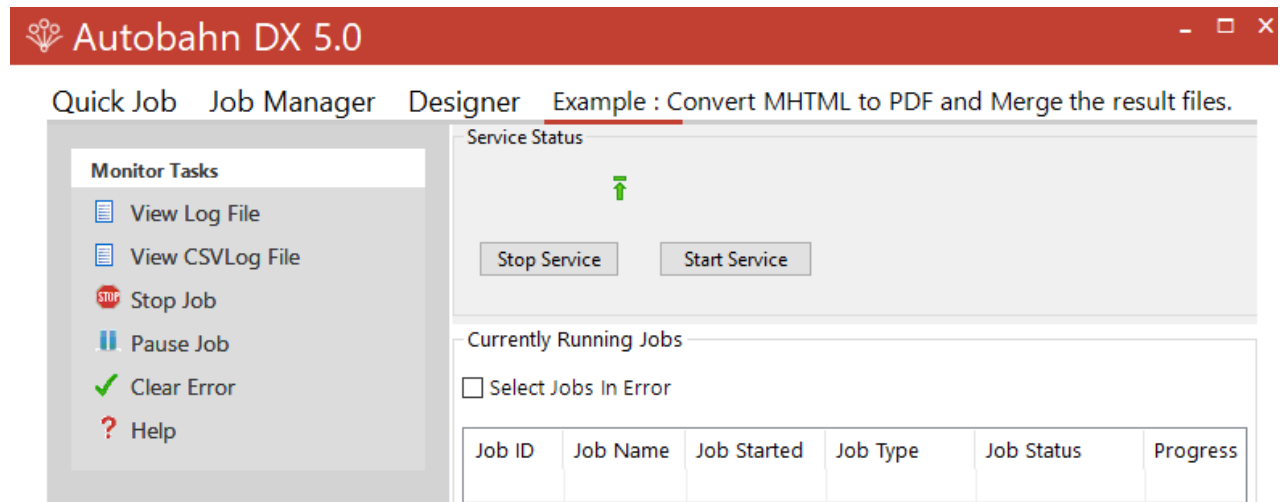 Autobahn DX 5.0
Quick Job Job Manager Designer Example : Convert MHTML to PDF and Merge the result files.
Monitor Tasks
View Log File
View CSVLog File
STOP Stop Job
Pause Job
Clear Error
? Help
Service Status
Stop Service Start Service
Currently Running Jobs
Select Jobs In Error
Job ID Job Name Job Started Job Type Job Status Progress